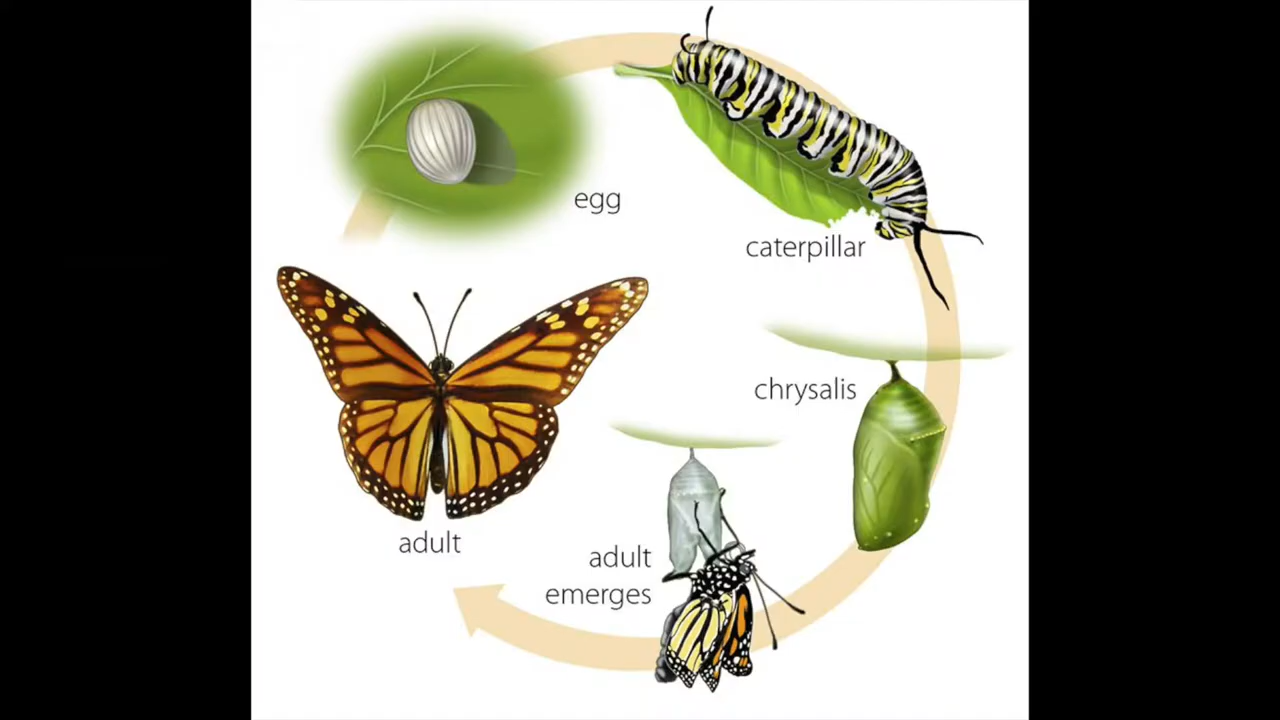 egg
caterpillar
chrysalis
adult
emerges
adult